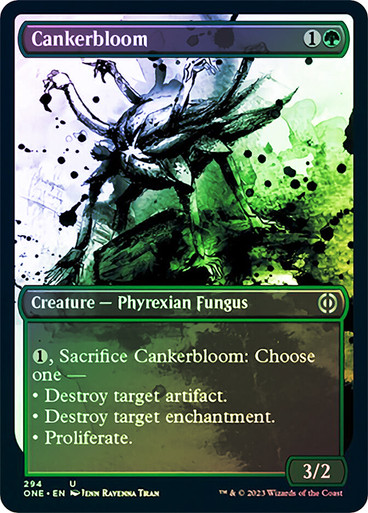 Cankerbloom 1
Creature — Phyrexian Fungus
1, Sacrifice Cankerbloom: Choose
one —
• Destroy target artifact.
• Destroy target enchantment.
• Proliferate.
3/2
294 U
ONE • EN Jenn Ravenna Tran ™ & © 2023 Wizards of the Coast